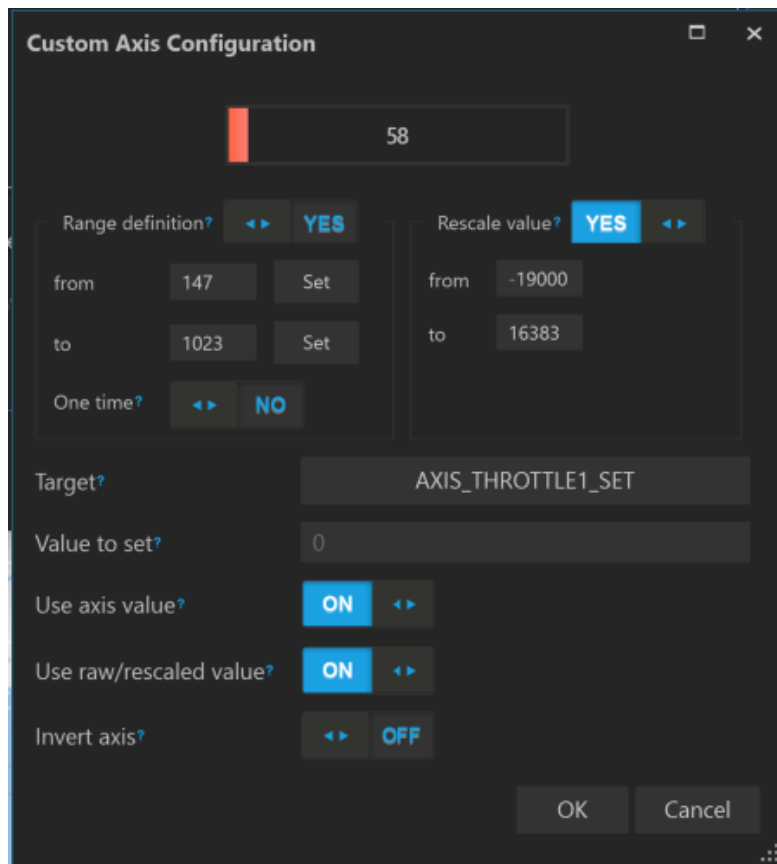 Custom Axis Configuration
58
Range definition? YES
Rescale value? YES
from 147 Set
from -19000
to 1023 Set
to 16383
One time? NO
Target? AXIS_THROTTLE1_SET
Value to set? 0
Use axis value? ON
Use raw/rescaled value? ON
Invert axis? OFF
OK Cancel